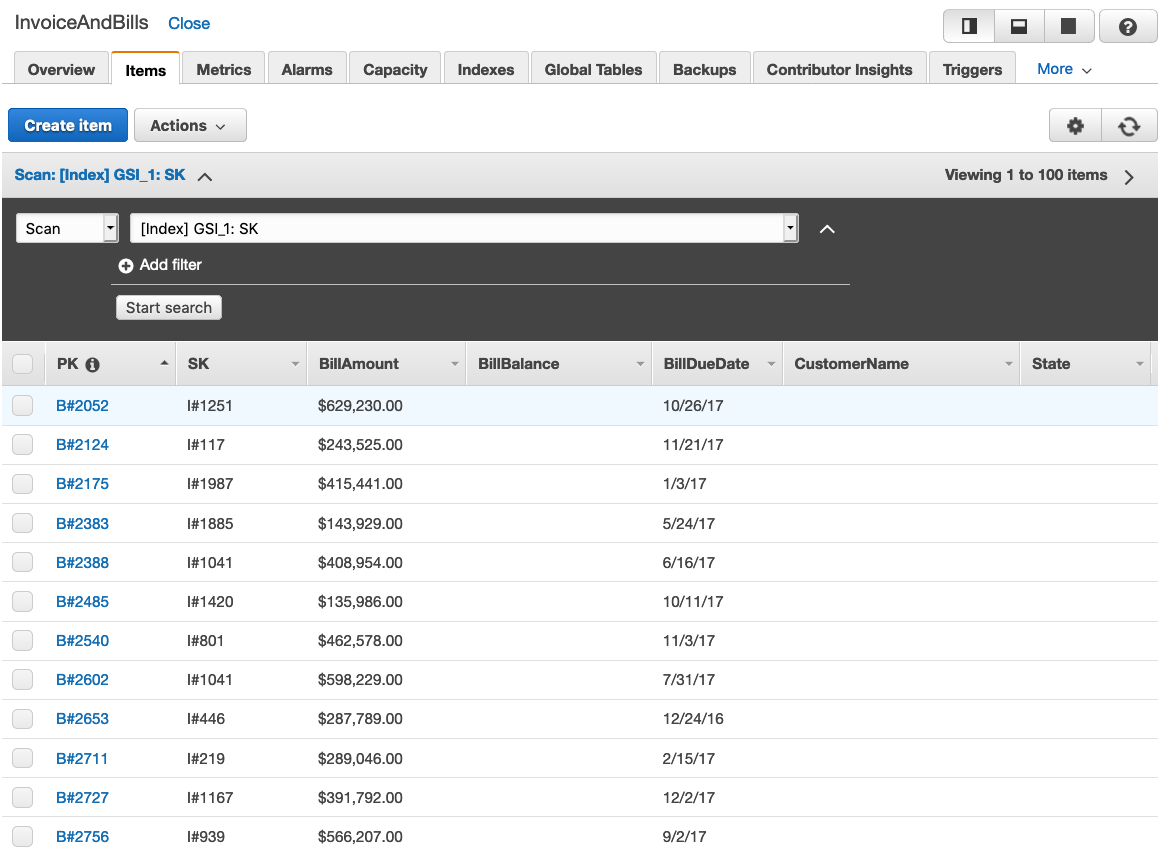 InvoiceAndBills Close
Overview Items Metrics Alarms Capacity Indexes Global Tables Backups Contributor Insights Triggers More
Create item Actions
Scan: [Index] GSI_1: SK Viewing 1 to 100 items
Scan [Index] GSI_1: SK
Add filter
Start search
PK SK BillAmount BillBalance BillDueDate CustomerName State
B#2052 I#1251 $629,230.00 10/26/17
B#2124 I#117 $243,525.00 11/21/17
B#2175 I#1987 $415,441.00 1/3/17
B#2383 I#1885 $143,929.00 5/24/17
B#2388 I#1041 $408,954.00 6/16/17
B#2485 I#1420 $135,986.00 10/11/17
B#2540 I#801 $462,578.00 11/3/17
B#2602 I#1041 $598,229.00 7/31/17
B#2653 I#446 $287,789.00 12/24/16
B#2711 I#219 $289,046.00 2/15/17
B#2727 I#1167 $391,792.00 12/2/17
B#2756 I#939 $566,207.00 9/2/17